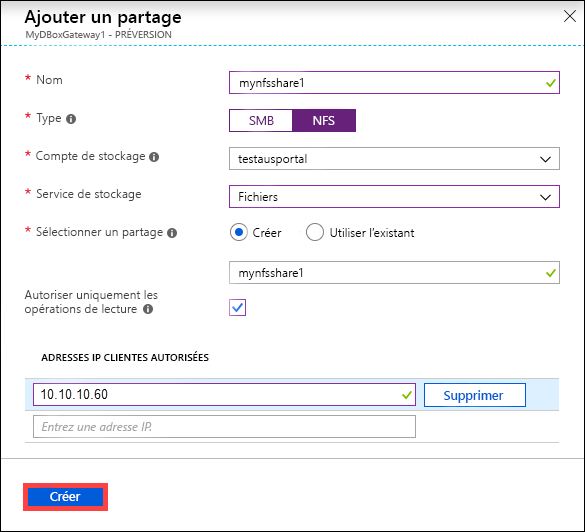 Ajouter un partage
MyDBoxGateway1 - PRÉVERSION
* Nom
mynfsshare1
* Type
SMB
NFS
* Compte de stockage
testausportal
* Service de stockage
Fichiers
* Sélectionner un partage
Créer
Utiliser l'existant
mynfsshare1
Autoriser uniquement les
opérations de lecture
ADRESSES IP CLIENTES AUTORISÉES
10.10.10.60
Supprimer
Entrez une adresse IP.
Créer